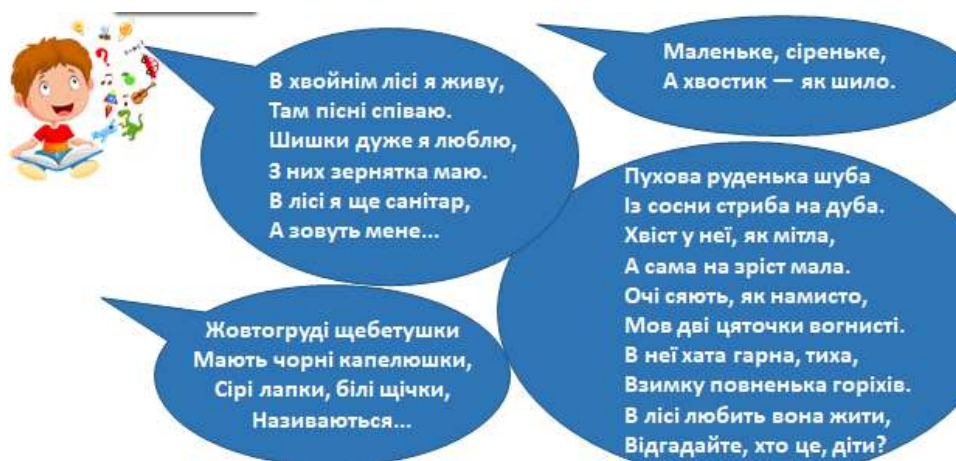 В хвойнім лісі я живу,
Там пісні співаю.
Шишки дуже я люблю,
З них зернятка маю.
В лісі я ще санітар,
А зовуть мене...
Маленьке, сіреньке,
А хвостик — як шило.
Жовтогруді щебетушки
Мають чорні капелюшки,
Сірі лапки, білі щічки,
Називаються...
Пухова руденька шуба
Із сосни стриба на дуба.
Хвіст у неї, як мітла,
А сама на зріст мала.
Очі сяють, як намисто,
Мов дві цяточки вогнисті.
В неї хата гарна, тиха,
Взимку повненька горіхів.
В лісі любить вона жити,
Відгадайте, хто це, діти?